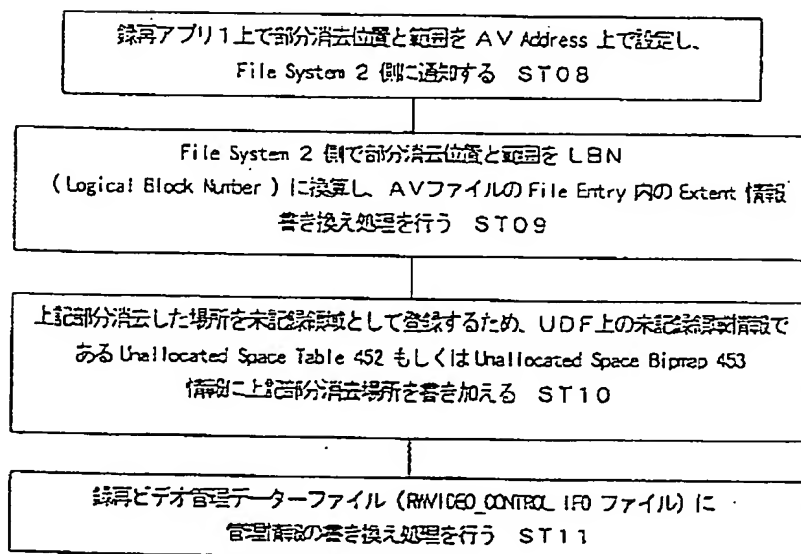 録再アプリ1上で部分消去位置と範囲を AV Address 上で設定し、
File System 2 側に通知する ST08
File System 2 側で部分消去位置と範囲を LBN
( Logical Block Number ) に換算し、AVファイルの File Entry 内の Extent 情報
書き換え処理を行う ST09
上記部分消去した場所を未記録領域として登録するため、UDF上の未記録領域情報で
ある Unallocated Space Table 452 もしくは Unallocated Space Bipmap 453
情報に上記部分消去場所を書き加える ST10
録再ビデオ管理データーファイル (RWVIDEO_CONTROL IFO ファイル) に
管理情報の書き換え処理を行う ST11